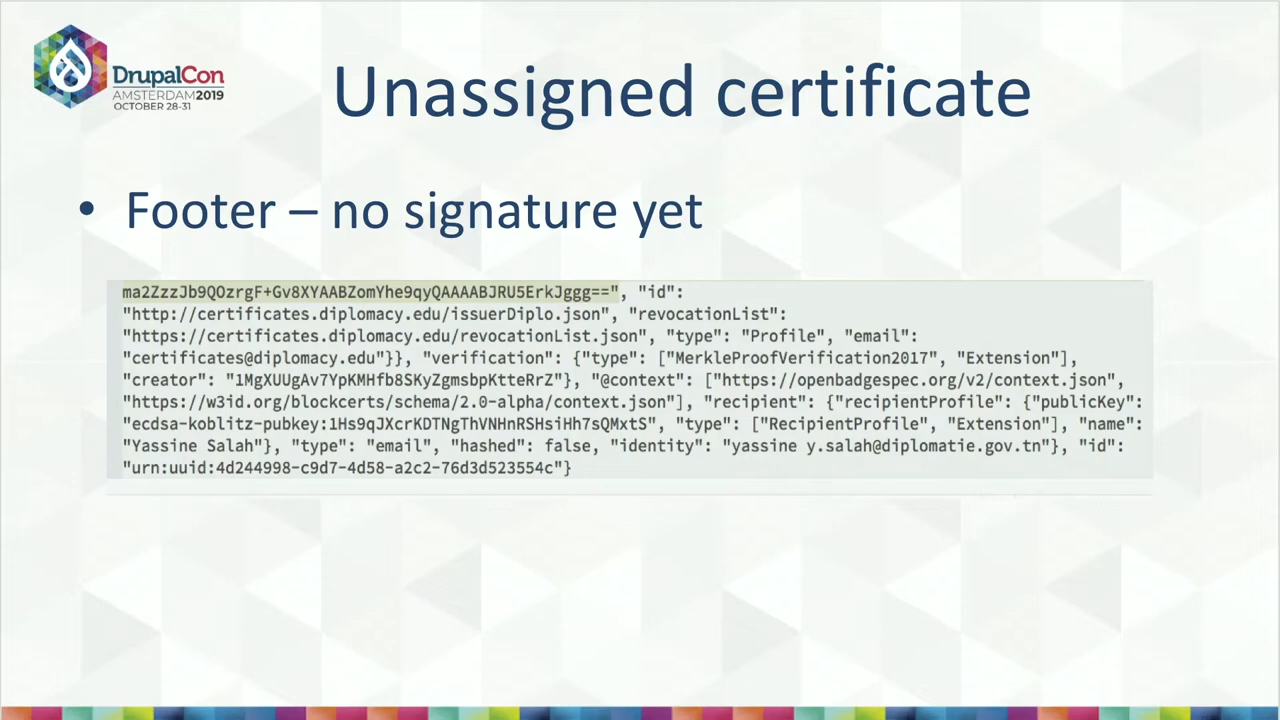 DrupalCon
AMSTERDAM2019
OCTOBER 28-31
Unassigned certificate
• Footer – no signature yet
ma2ZzzJb9QOzrgF+Gv8XYAABZomYhe9qyQAAAABJRU5ErkJggg==", "id":
"http://certificates.diplomacy.edu/issuerDiplo.json", "revocationList":
"https://certificates.diplomacy.edu/revocationList.json", "type": "Profile", "email":
"certificates@diplomacy.edu"}}, "verification": {"type": ["MerkleProofVerification2017", "Extension"],
"creator": "1MgXUUgAv7YpKMHfb8SKyZgmsbpKtteRrZ"}, "@context": ["https://openbadgespec.org/v2/context.json",
"https://w3id.org/blockcerts/schema/2.0-alpha/context.json"], "recipient": {"recipientProfile": {"publicKey":
"ecdsa-koblitz-pubkey:1Hs9qJXcrKDTNgThVNHnRSHsiHh7sQMxtS", "type": ["RecipientProfile", "Extension"], "name":
"Yassine Salah"}, "type": "email", "hashed": false, "identity": "yassine y.salah@diplomatie.gov.tn"}, "id":
"urn:uuid:4d244998-c9d7-4d58-a2c2-76d3d523554c"}